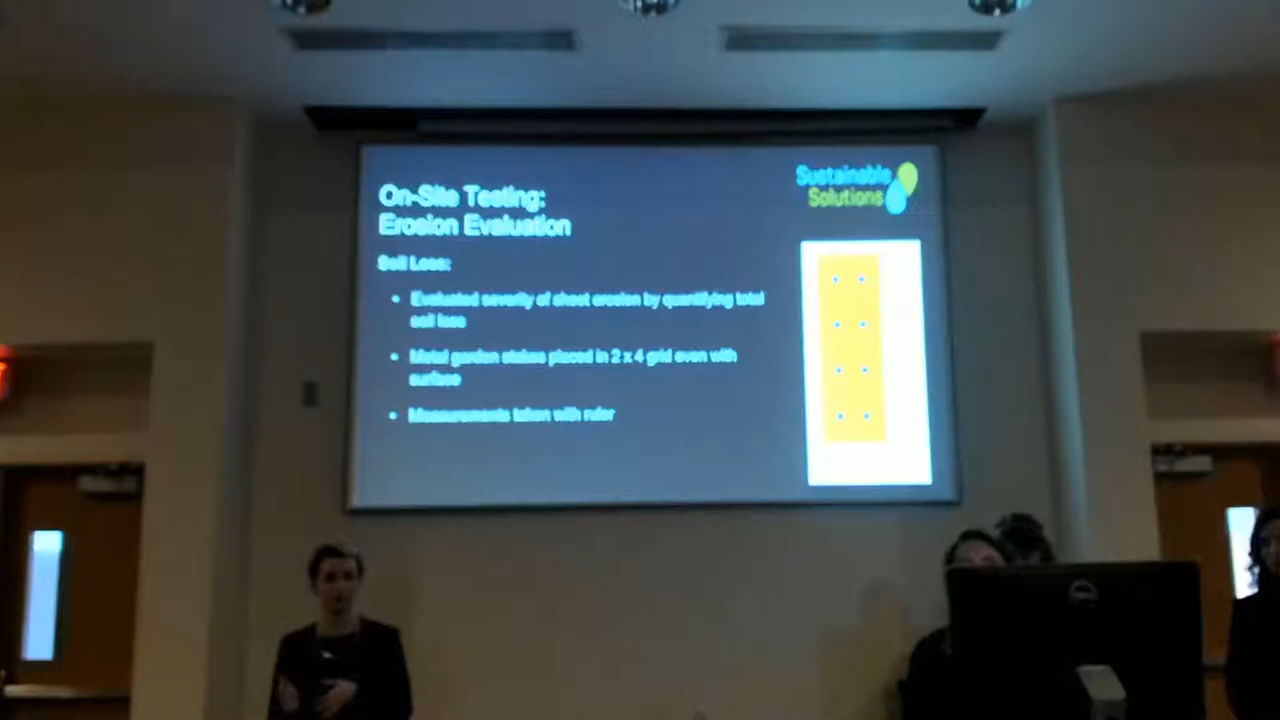 On-Site Testing:
Erosion Evaluation
Sustainable
Solutions
Soil Loss:
• Evaluated severity of sheet erosion by quantifying total
soil loss
• Metal garden stakes placed in 2 x 4 grid even with
surface
• Measurements taken with ruler